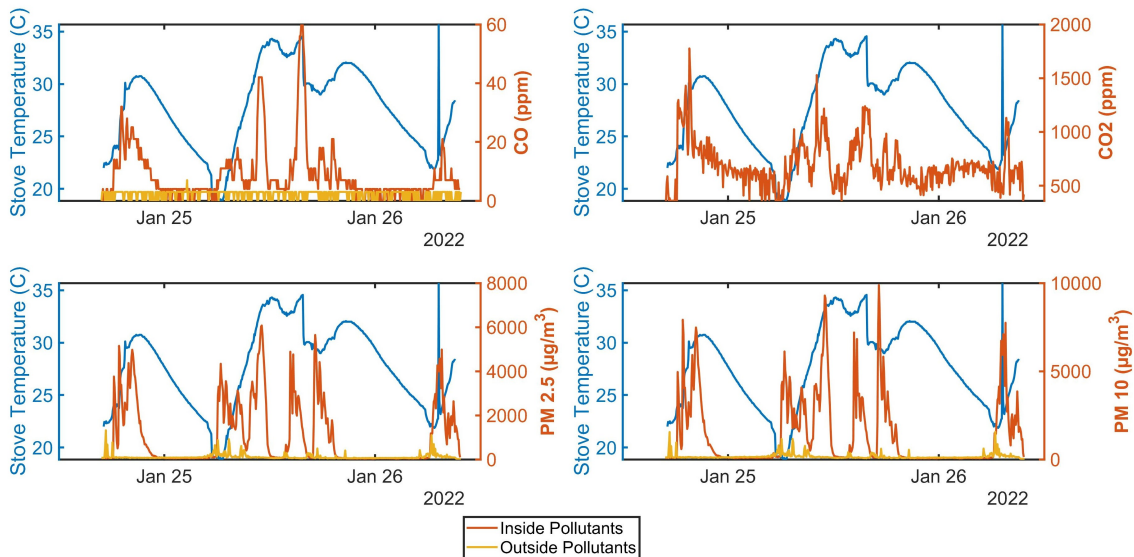 35
30
25
20
Stove Temperature (C)
60
40
20
0
CO (ppm)
Jan 25
Jan 26
2022
35
30
25
20
Stove Temperature (C)
2000
1500
1000
500
CO2 (ppm)
Jan 25
Jan 26
2022
35
30
25
20
Stove Temperature (C)
8000
6000
4000
2000
0
PM 2.5 (µg/m³)
Jan 25
Jan 26
2022
35
30
25
20
Stove Temperature (C)
10000
5000
0
PM 10 (µg/m³)
Jan 25
Jan 26
2022
Inside Pollutants
Outside Pollutants